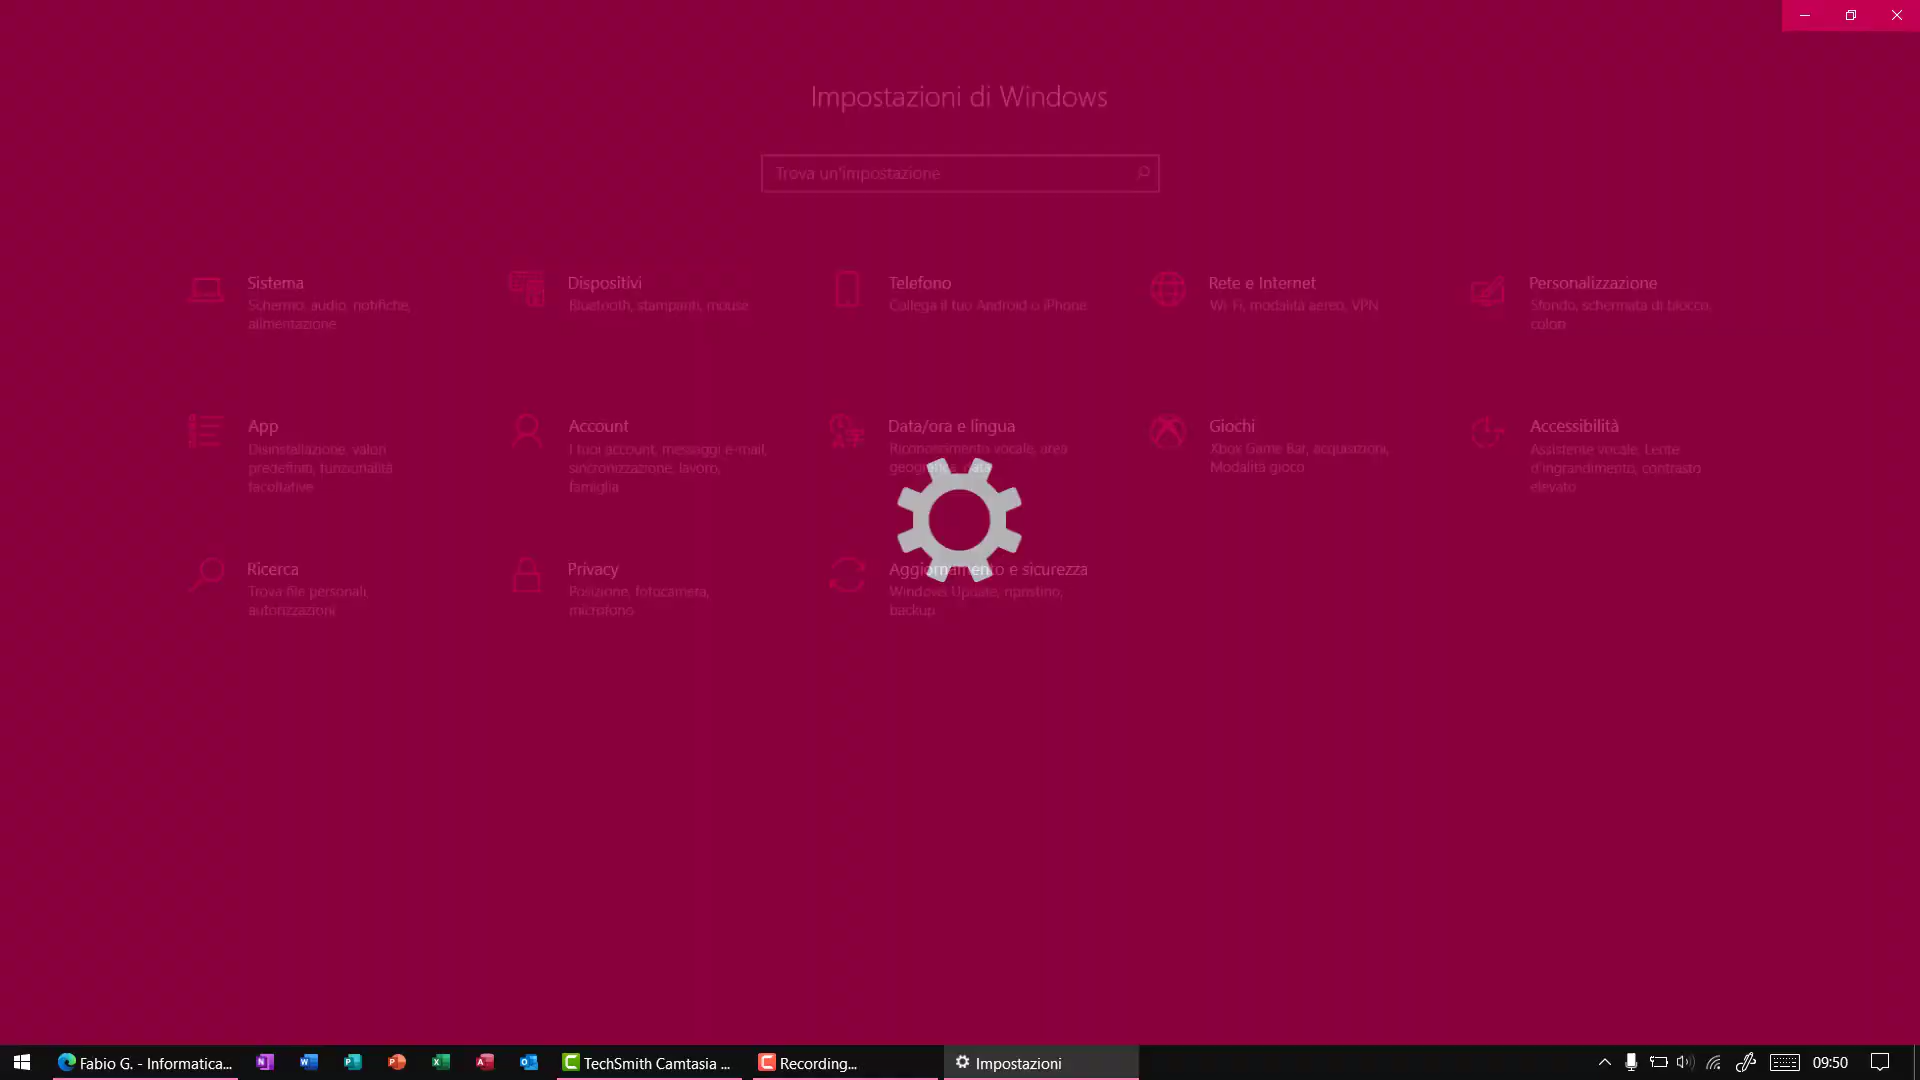 Impostazioni di Windows
Trova un'impostazione
Sistema
Schermo, audio, notifiche,
alimentazione
Dispositivi
Bluetooth, stampanti, mouse
Telefono
Collega il tuo Android o iPhone
Rete e Internet
Wi-Fi, modalità aereo, VPN
Personalizzazione
Sfondo, schermata di blocco,
colori
App
Disinstallazione, valori
predefiniti, funzionalità
facoltative
Account
I tuoi account, messaggi e-mail,
sincronizzazione, lavoro,
famiglia
Data/ora e lingua
Riconoscimento vocale, area
geografica, data
Giochi
Xbox Game Bar, acquisizioni,
Modalità gioco
Accessibilità
Assistente vocale, Lente
d'ingrandimento, contrasto
elevato
Ricerca
Trova file personali,
autorizzazioni
Privacy
Posizione, fotocamera,
microfono
Aggiornamento e sicurezza
Windows Update, ripristino,
backup
Fabio G. - Informatica...
TechSmith Camtasia ...
Recording...
Impostazioni
09:50